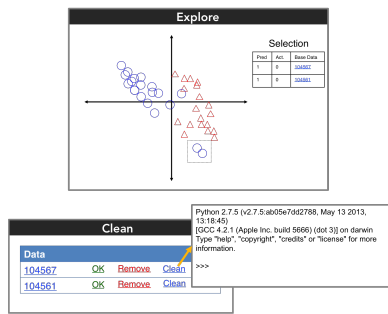 Explore
Selection
Pred Act. Base Data
1 0 104567
1 0 104561
Clean
Data
104567 OK Remove Clean
104561 OK Remove Clean
Python 2.7.5 (v2.7.5:ab05e7dd2788, May 13 2013,
13:18:45)
[GCC 4.2.1 (Apple Inc. build 5666) (dot 3)] on darwin
Type "help", "copyright", "credits" or "license" for more
information.
>>>